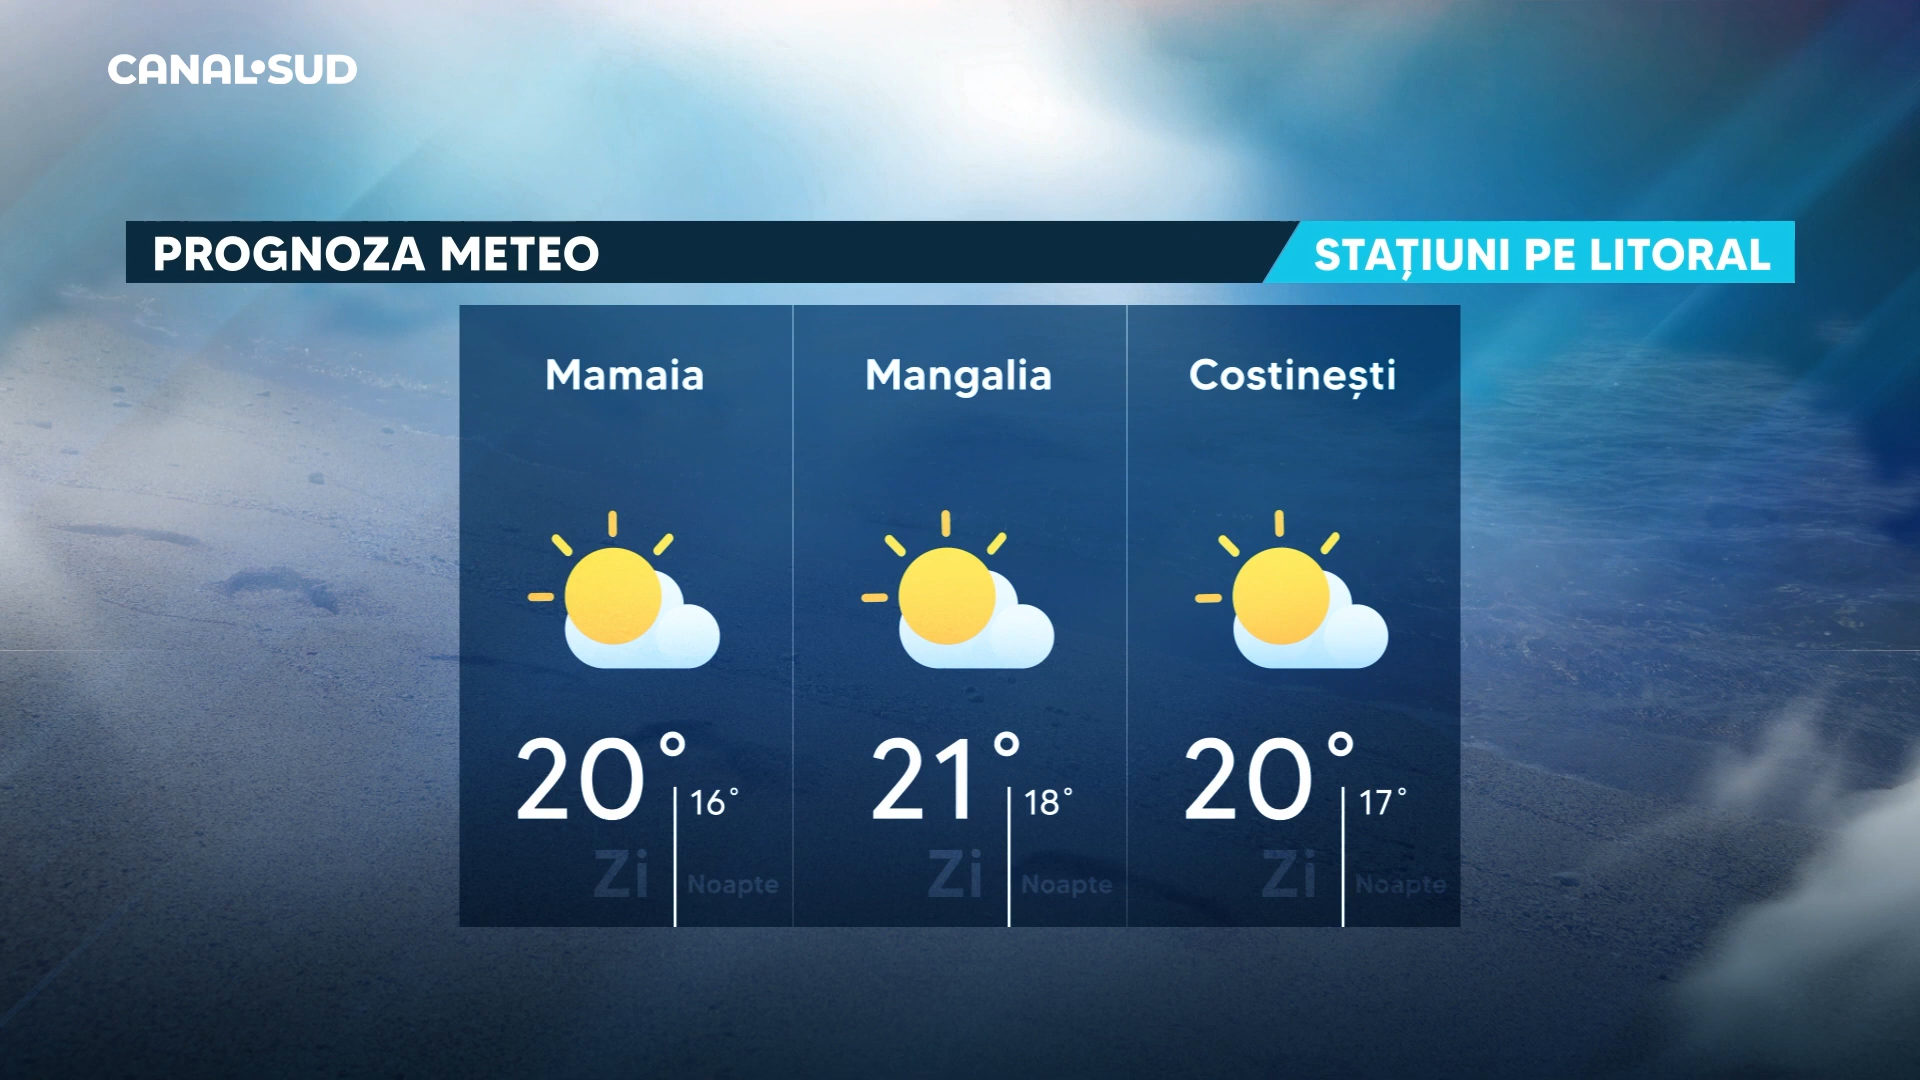 CANAL•SUD
PROGNOZA METEO
STAȚIUNI PE LITORAL
Mamaia
20°
16°
Zi
Noapte
Mangalia
21°
18°
Zi
Noapte
Costinești
20°
17°
Zi
Noapte